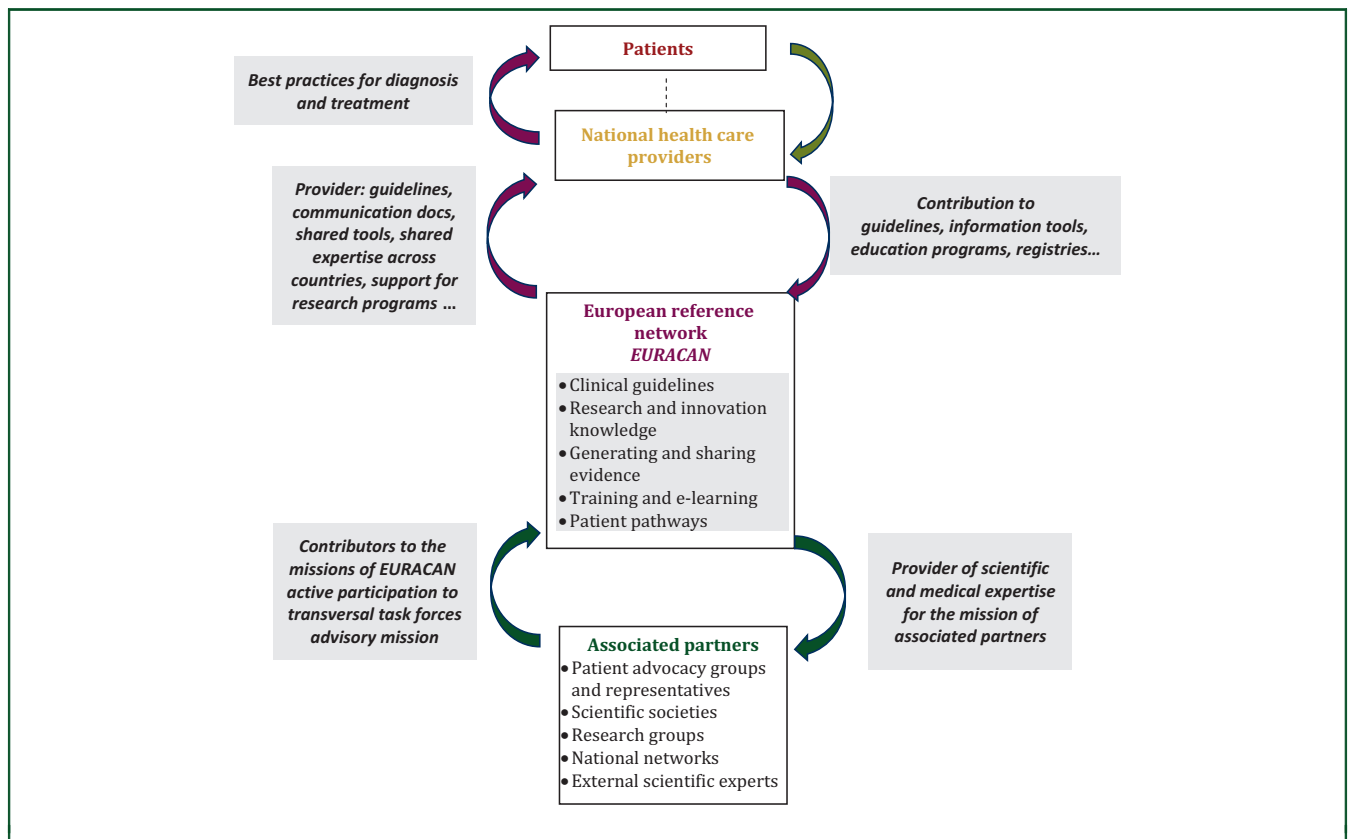 Patients
Best practices for diagnosis
and treatment
National health care
providers
Provider: guidelines,
communication docs,
shared tools, shared
expertise across
countries, support for
research programs ...
Contribution to
guidelines, information tools,
education programs, registries...
European reference
network
EURACAN
• Clinical guidelines
• Research and innovation
knowledge
• Generating and sharing
evidence
• Training and e-learning
• Patient pathways
Contributors to the
missions of EURACAN
active participation to
transversal task forces
advisory mission
Provider of scientific
and medical expertise
for the mission of
associated partners
Associated partners
• Patient advocacy groups
and representatives
• Scientific societies
• Research groups
• National networks
• External scientific experts